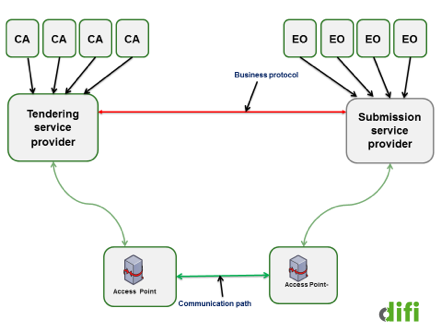 CA CA CA CA EO EO EO EO
Business protocol
Tendering
service
provider
Submission
service
provider
Access Point
Access Point-
Communication path
difi